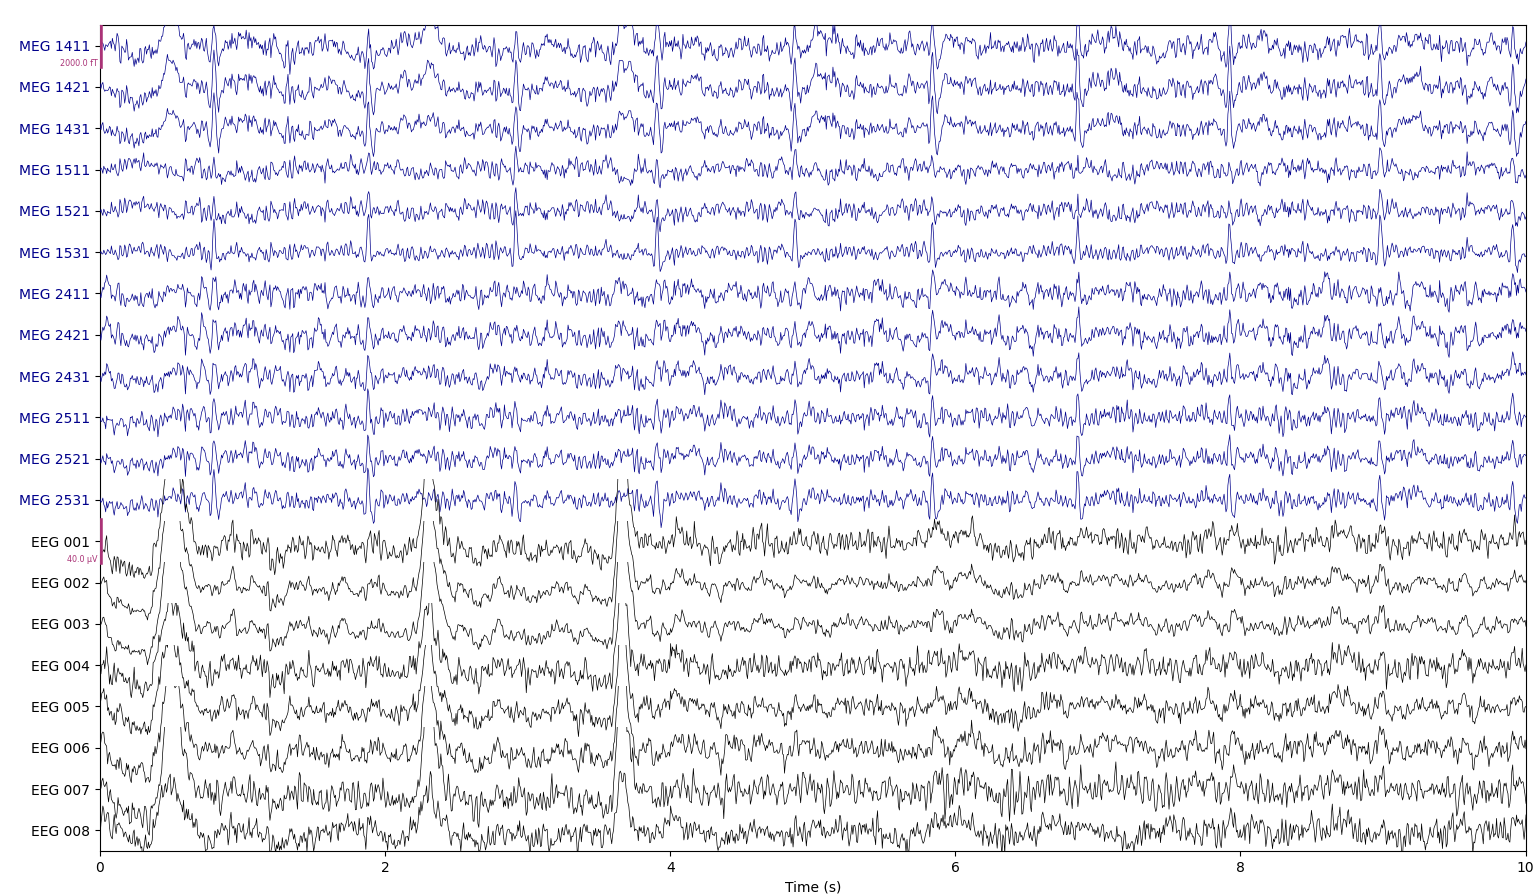 MEG 1411
2000.0 fT
MEG 1421
MEG 1431
MEG 1511
MEG 1521
MEG 1531
MEG 2411
MEG 2421
MEG 2431
MEG 2511
MEG 2521
MEG 2531
EEG 001
40.0 µV
EEG 002
EEG 003
EEG 004
EEG 005
EEG 006
EEG 007
EEG 008
0 2 4 6 8 10
Time (s)